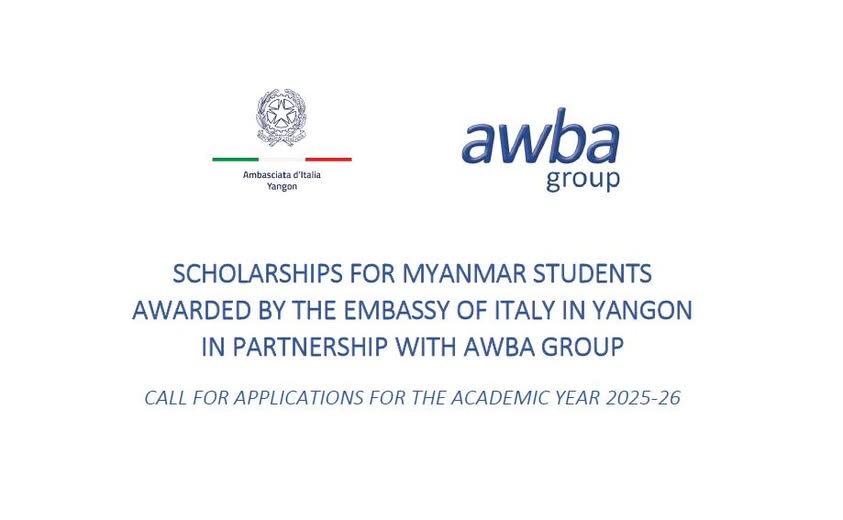 Ambasciata d'Italia
Yangon
awba
group
SCHOLARSHIPS FOR MYANMAR STUDENTS
AWARDED BY THE EMBASSY OF ITALY IN YANGON
IN PARTNERSHIP WITH AWBA GROUP
CALL FOR APPLICATIONS FOR THE ACADEMIC YEAR 2025-26